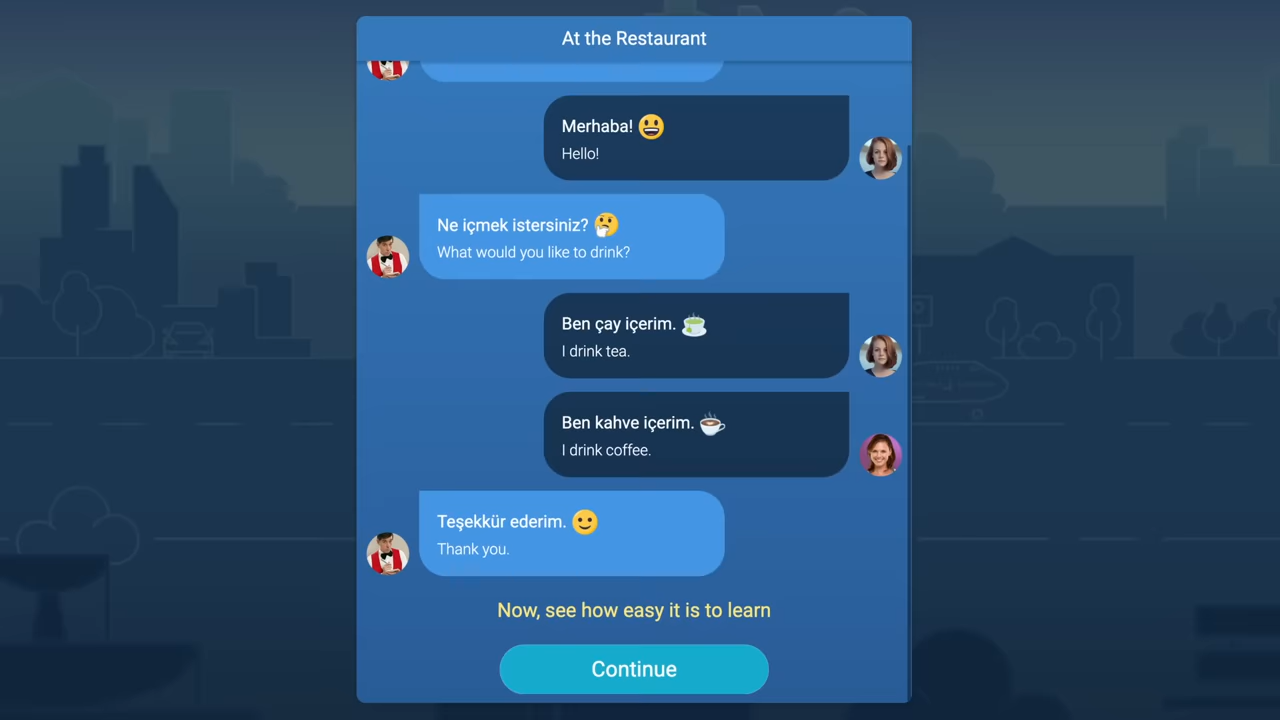 At the Restaurant
Merhaba! 😃
Hello!
Ne içmek istersiniz? 🤔
What would you like to drink?
Ben çay içerim. 🍵
I drink tea.
Ben kahve içerim. ☕
I drink coffee.
Teşekkür ederim. 🙂
Thank you.
Now, see how easy it is to learn
Continue